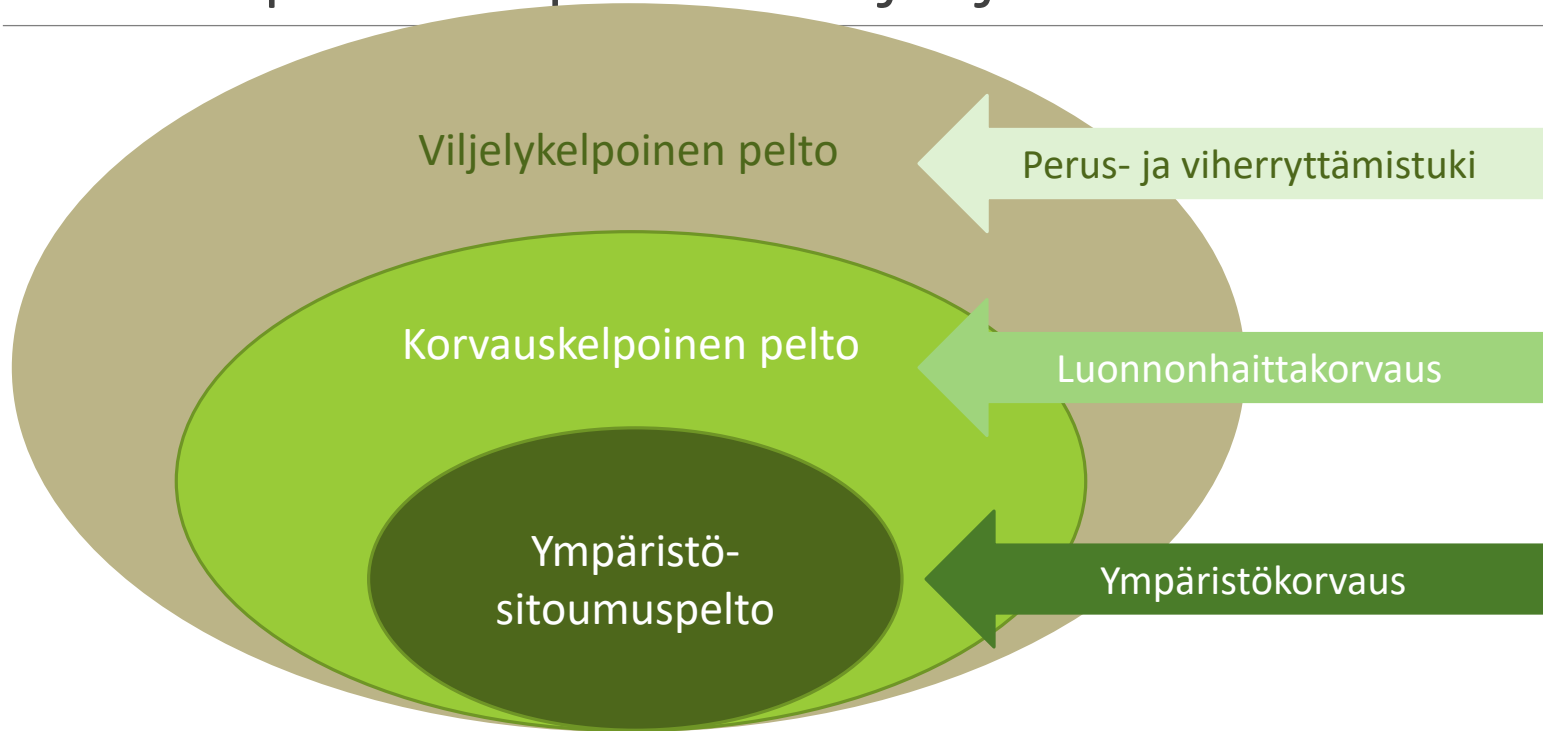 Viljelykelpoinen pelto
Perus- ja viherryttämistuki
Korvauskelpoinen pelto
Luonnonhaittakorvaus
Ympäristö-
sitoumuspelto
Ympäristökorvaus